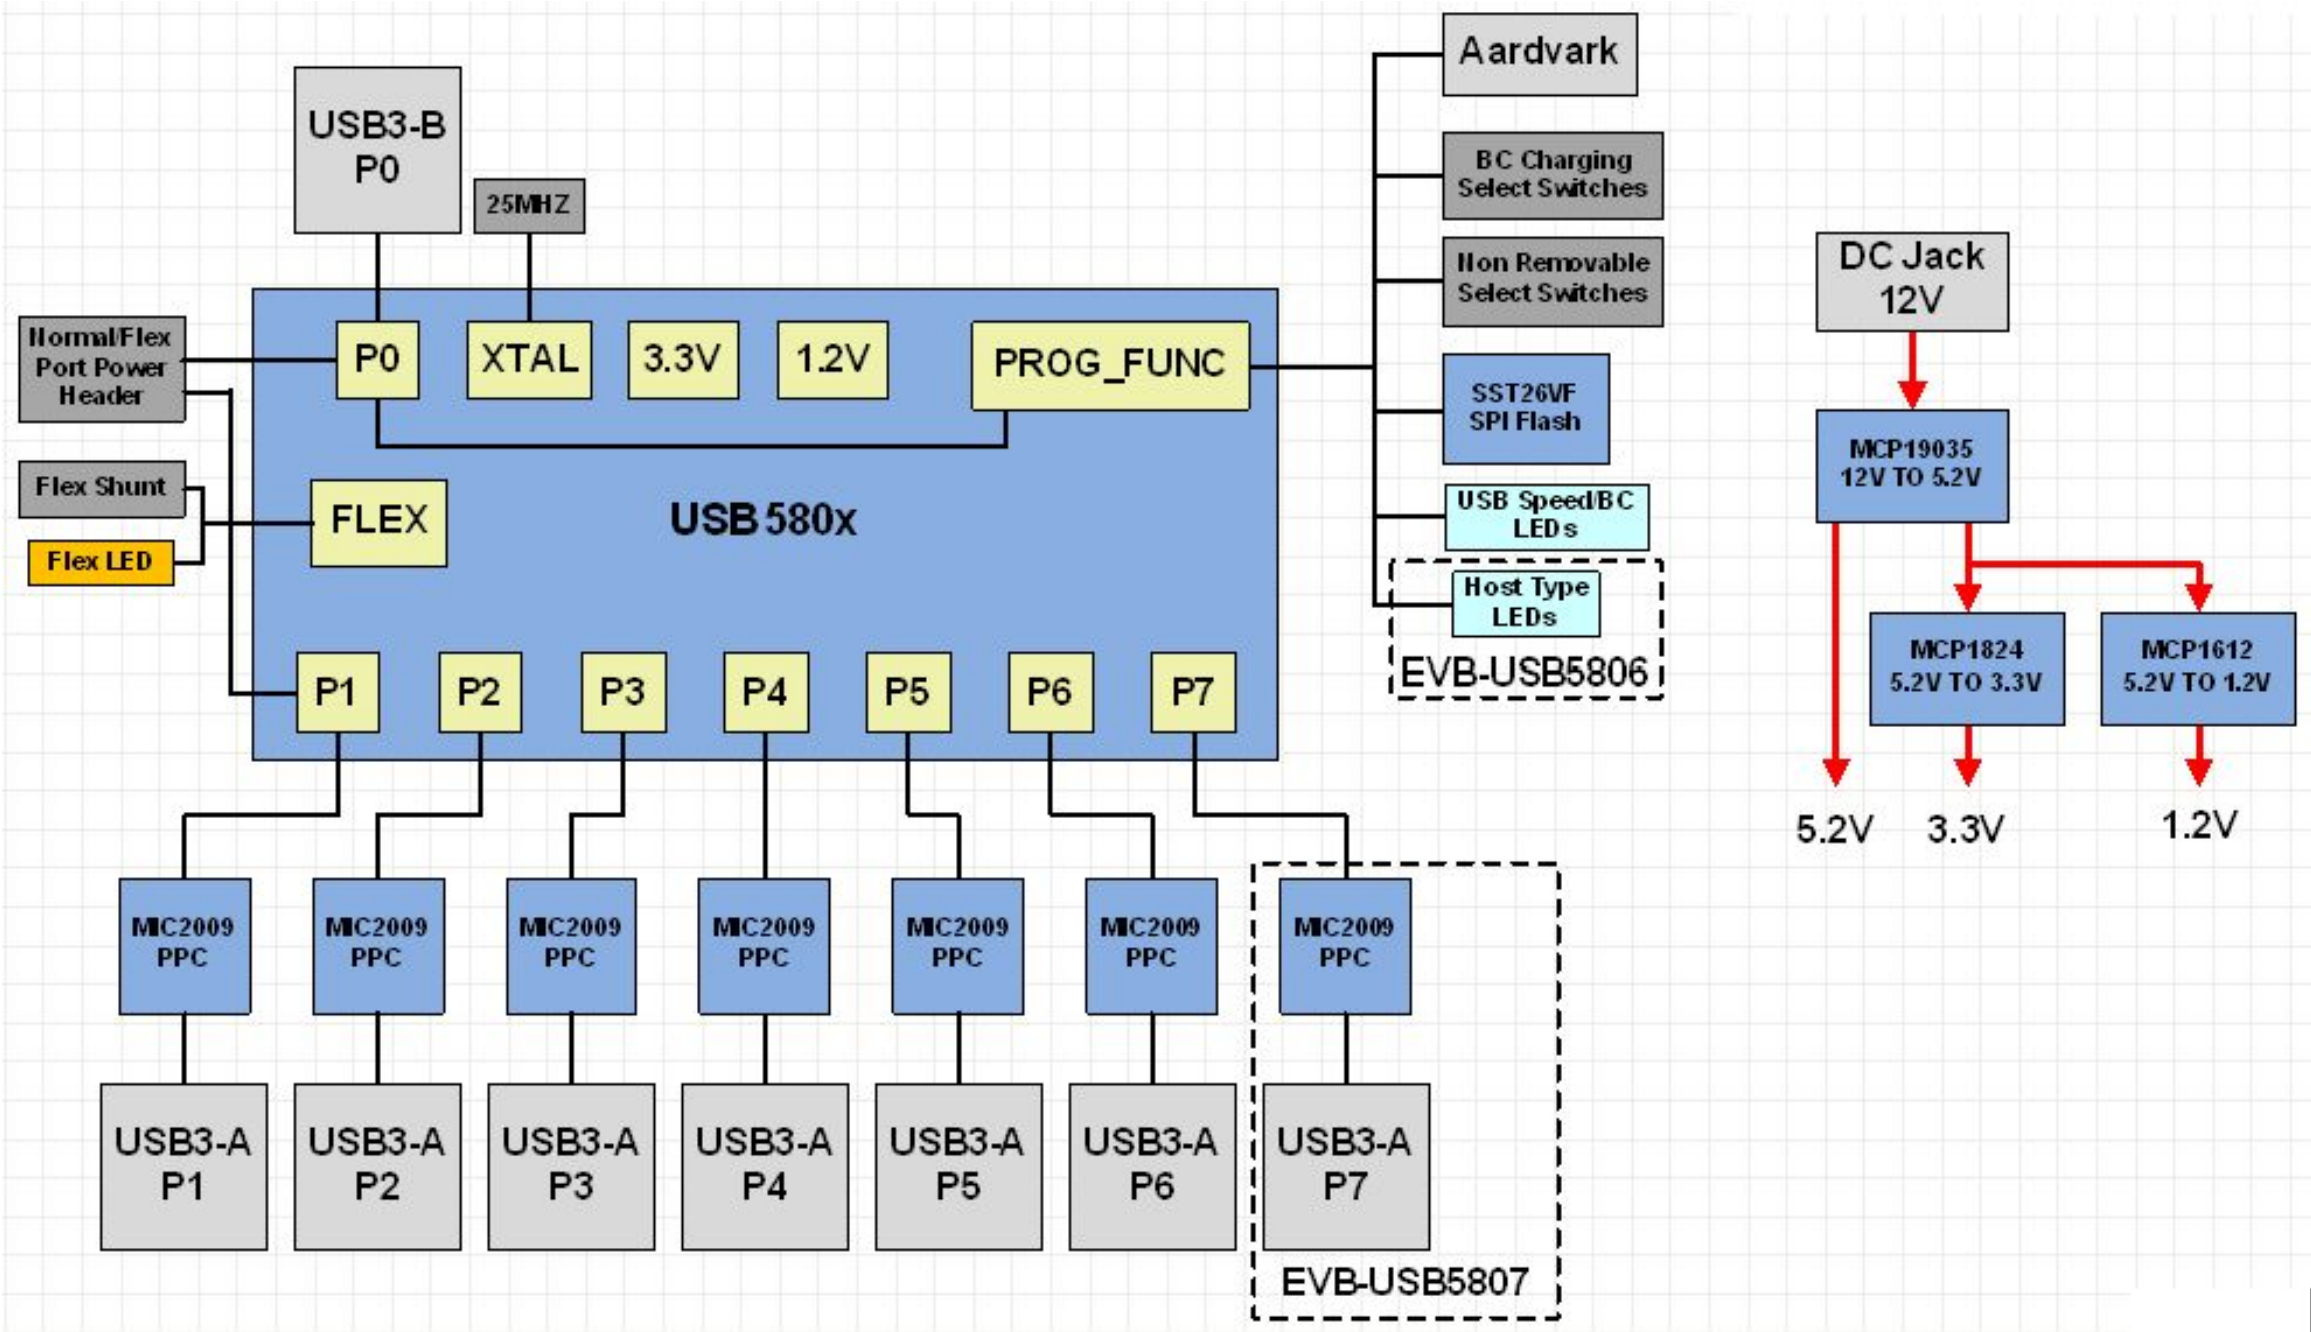 Aardvark
USB3-B
P0
25MHZ
BC Charging
Select Switches
Non Removable
Select Switches
DC Jack
12V
Normal/Flex
Port Power
Header
P0
XTAL
3.3V
1.2V
PROG_FUNC
SST26VF
SPI Flash
MCP19035
12V TO 5.2V
Flex Shunt
Flex LED
FLEX
USB580x
USB Speed/BC
LEDs
Host Type
LEDs
EVB-USB5806
MCP1824
5.2V TO 3.3V
MCP1612
5.2V TO 1.2V
P1
P2
P3
P4
P5
P6
P7
5.2V
3.3V
1.2V
MIC2009
PPC
MIC2009
PPC
MIC2009
PPC
MIC2009
PPC
MIC2009
PPC
MIC2009
PPC
MIC2009
PPC
USB3-A
P1
USB3-A
P2
USB3-A
P3
USB3-A
P4
USB3-A
P5
USB3-A
P6
USB3-A
P7
EVB-USB5807